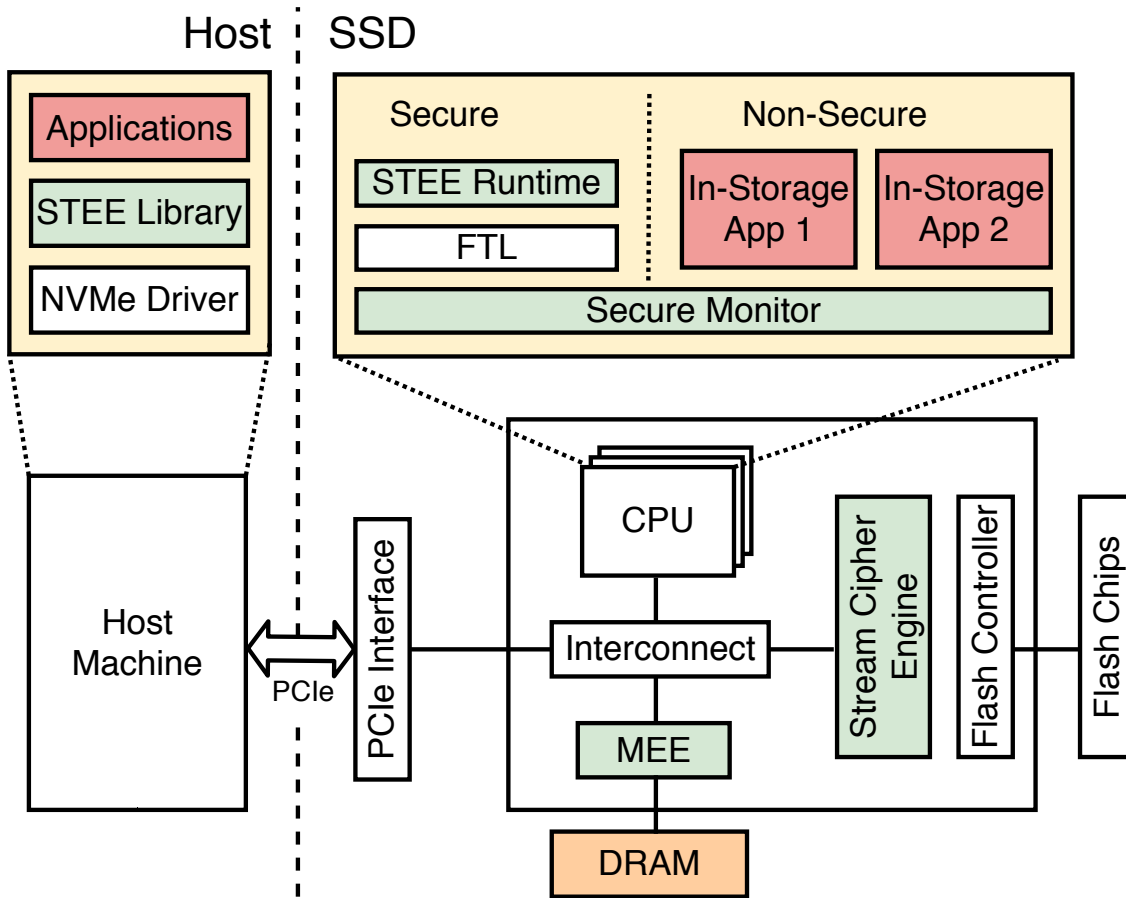 Host
SSD
Applications
STEE Library
NVMe Driver
Secure
Non-Secure
STEE Runtime
FTL
In-Storage
App 1
In-Storage
App 2
Secure Monitor
Host
Machine
PCIe
PCIe Interface
CPU
Interconnect
MEE
DRAM
Stream Cipher
Engine
Flash Controller
Flash Chips